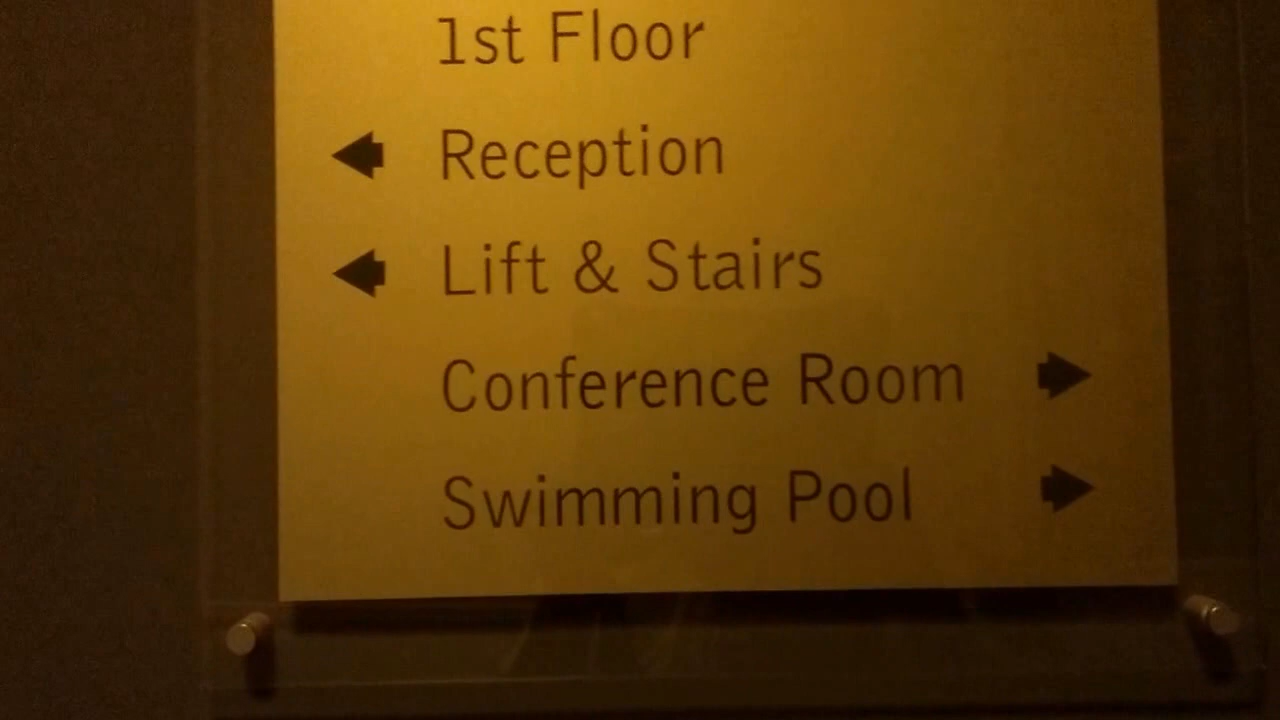 1st Floor
Reception
Lift & Stairs
Conference Room
Swimming Pool